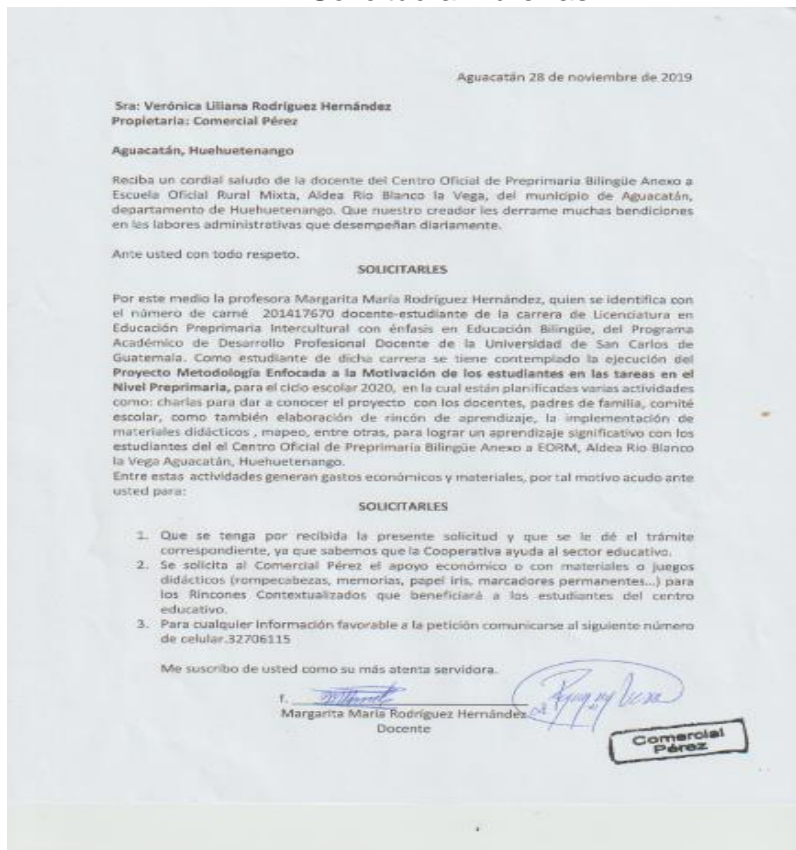 Aguacatán 28 de noviembre de 2019
Sra: Verónica Liliana Rodríguez Hernández
Propietaria: Comercial Pérez
Aguacatán, Huehuetenango
Reciba un cordial saludo de la docente del Centro Oficial de Preprimaria Bilingüe Anexo a
Escuela Oficial Rural Mixta, Aldea Rio Blanco la Vega, del municipio de Aguacatán,
departamento de Huehuetenango. Que nuestro creador les derrame muchas bendiciones
en las labores administrativas que desempeñan diariamente.
Ante usted con todo respeto.
SOLICITARLES
Por este medio la profesora Margarita María Rodríguez Hernández, quien se identifica con
el número de carné 201417670 docente-estudiante de la carrera de Licenciatura en
Educación Preprimaria Intercultural con énfasis en Educación Bilingüe, del Programa
Académico de Desarrollo Profesional Docente de la Universidad de San Carlos de
Guatemala. Como estudiante de dicha carrera se tiene contemplado la ejecución del
Proyecto Metodología Enfocada a la Motivación de los estudiantes en las tareas en el
Nivel Preprimaria, para el ciclo escolar 2020, en la cual están planificadas varias actividades
como: charlas para dar a conocer el proyecto con los docentes, padres de familia, comité
escolar, como también elaboración de rincón de aprendizaje, la implementación de
materiales didácticos , mapeo, entre otras, para lograr un aprendizaje significativo con los
estudiantes del el Centro Oficial de Preprimaria Bilingüe Anexo a EORM, Aldea Rio Blanco
la Vega Aguacatán, Huehuetenango.
Entre estas actividades generan gastos económicos y materiales, por tal motivo acudo ante
usted para:
SOLICITARLES
1. Que se tenga por recibida la presente solicitud y que se le dé el trámite
correspondiente, ya que sabemos que la Cooperativa ayuda al sector educativo.
2. Se solicita al Comercial Pérez el apoyo económico o con materiales o juegos
didácticos (rompecabezas, memorias, papel iris, marcadores permanentes...) para
los Rincones Contextualizados que beneficiará a los estudiantes del centro
educativo.
3. Para cualquier información favorable a la petición comunicarse al siguiente número
de celular.32706115
Me suscribo de usted como su más atenta servidora.
f.
Margarita María Rodríguez Hernández
Docente
Comercial
Pérez